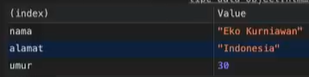 (index) Value
nama "Eko Kurniawan"
alamat "Indonesia"
umur 30